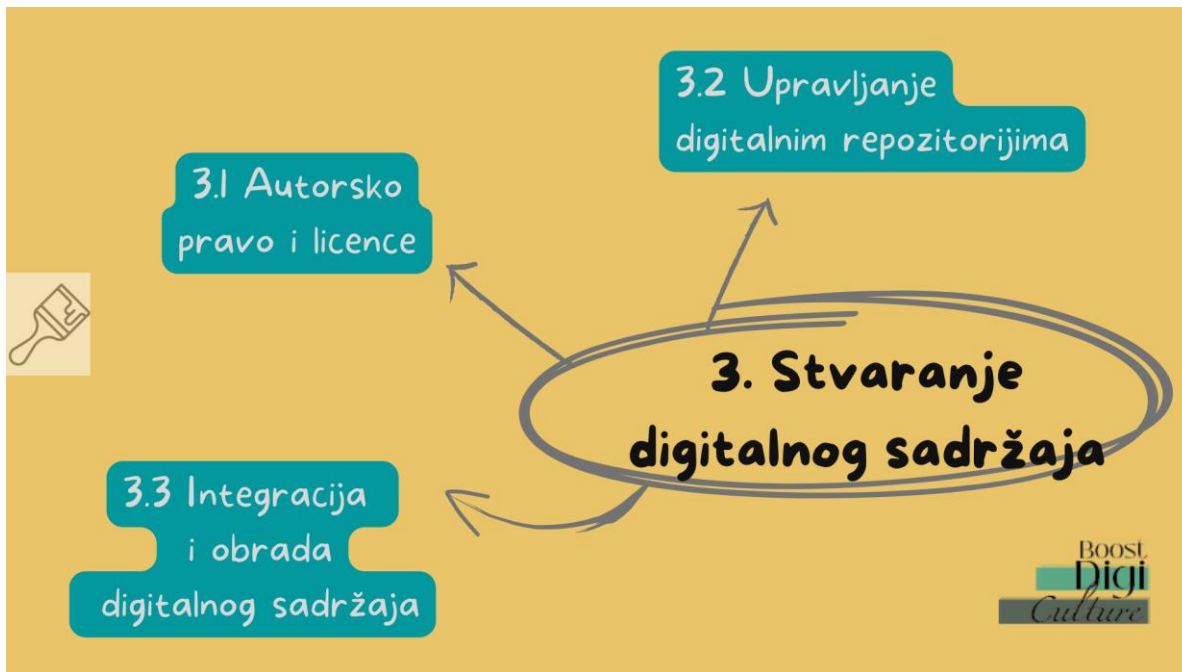 3.2 Upravljanje
digitalnim repozitorijima
3.1 Autorsko
pravo i licence
3. Stvaranje
digitalnog sadržaja
3.3 Integracija
i obrada
digitalnog sadržaja
Boost
Digi
Culture